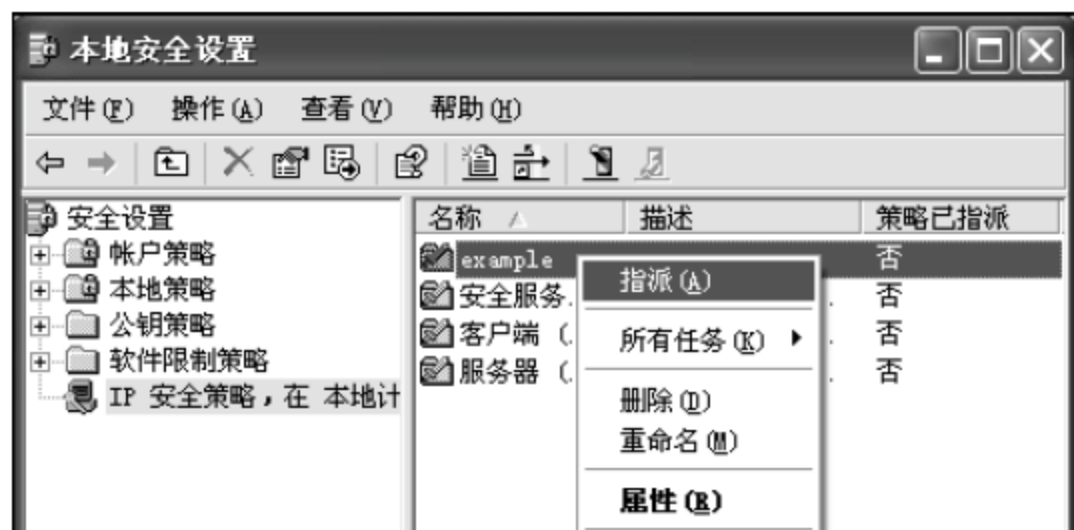 本地安全设置
文件(F) 操作(A) 查看(V) 帮助(H)
安全设置
帐户策略
本地策略
公钥策略
软件限制策略
IP 安全策略，在 本地计
名称 描述 策略已指派
example 否
安全服务. . 否
客户端 (. . 否
服务器 (. . 否
指派(A)
所有任务(K)
删除(D)
重命名(M)
属性(R)